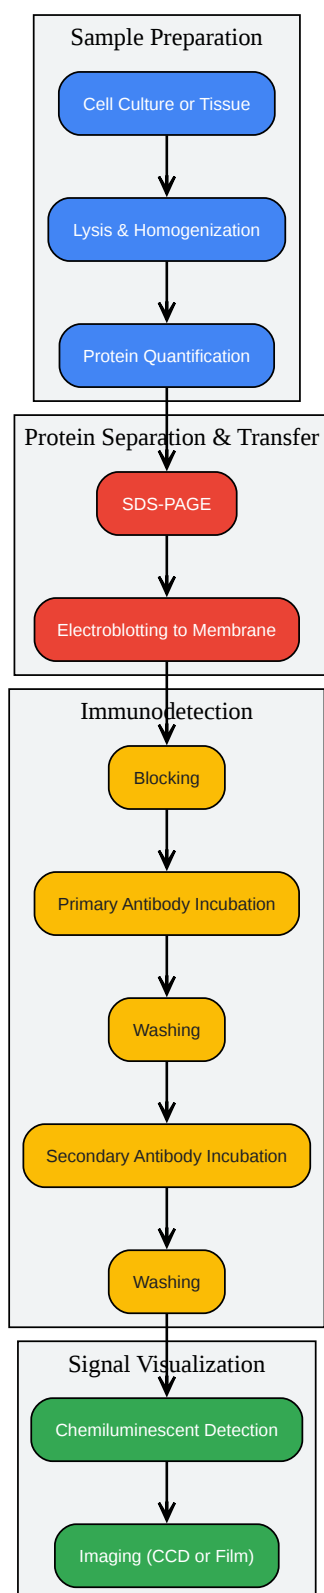 Sample Preparation
Cell Culture or Tissue
Lysis & Homogenization
Protein Quantification
Protein Separation & Transfer
SDS-PAGE
Electroblotting to Membrane
Immunodetection
Blocking
Primary Antibody Incubation
Washing
Secondary Antibody Incubation
Washing
Signal Visualization
Chemiluminescent Detection
Imaging (CCD or Film)